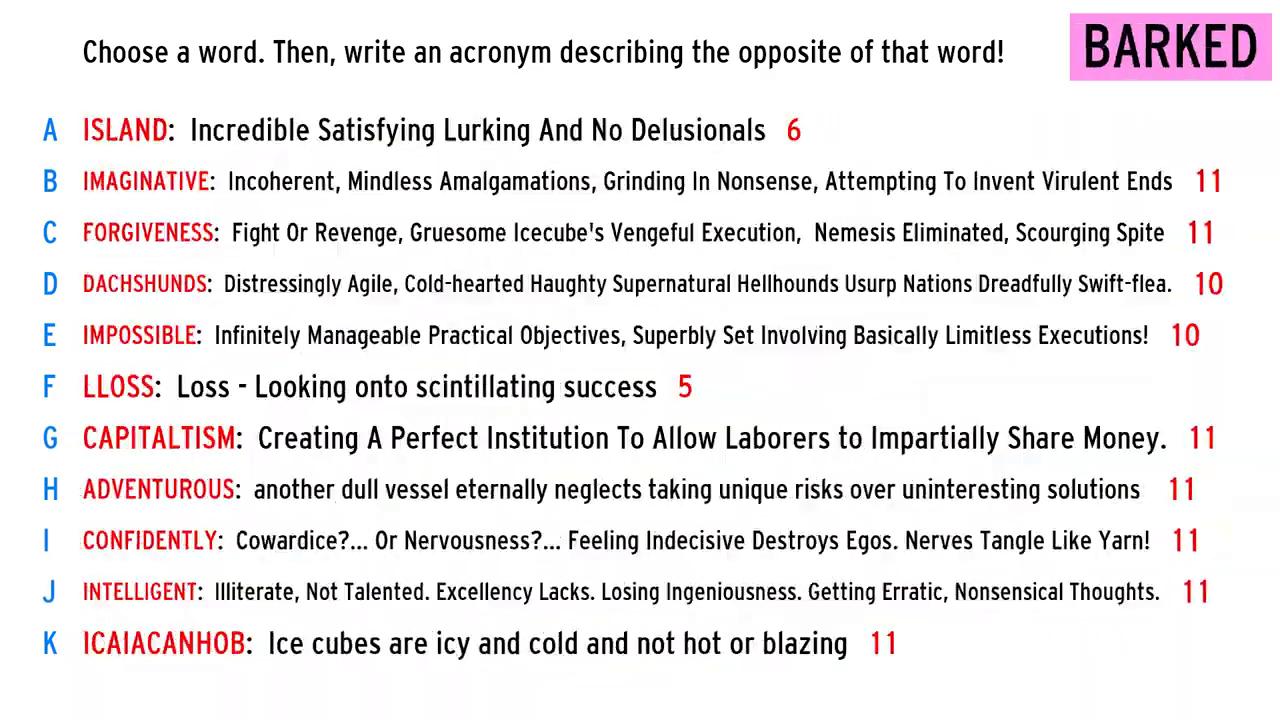 Choose a word. Then, write an acronym describing the opposite of that word!
BARKED
A ISLAND: Incredible Satisfying Lurking And No Delusionals 6
B IMAGINATIVE: Incoherent, Mindless Amalgamations, Grinding In Nonsense, Attempting To Invent Virulent Ends 11
C FORGIVENESS: Fight Or Revenge, Gruesome Icecube's Vengeful Execution, Nemesis Eliminated, Scourging Spite 11
D DACHSHUNDS: Distressingly Agile, Cold-hearted Haughty Supernatural Hellhounds Usurp Nations Dreadfully Swift-flea. 10
E IMPOSSIBLE: Infinitely Manageable Practical Objectives, Superbly Set Involving Basically Limitless Executions! 10
F LLOSS: Loss - Looking onto scintillating success 5
G CAPITALTISM: Creating A Perfect Institution To Allow Laborers to Impartially Share Money. 11
H ADVENTUROUS: another dull vessel eternally neglects taking unique risks over uninteresting solutions 11
I CONFIDENTLY: Cowardice?... Or Nervousness?... Feeling Indecisive Destroys Egos. Nerves Tangle Like Yarn! 11
J INTELLIGENT: Illiterate, Not Talented. Excellency Lacks. Losing Ingeniousness. Getting Erratic, Nonsensical Thoughts. 11
K ICAIACANHOB: Ice cubes are icy and cold and not hot or blazing 11